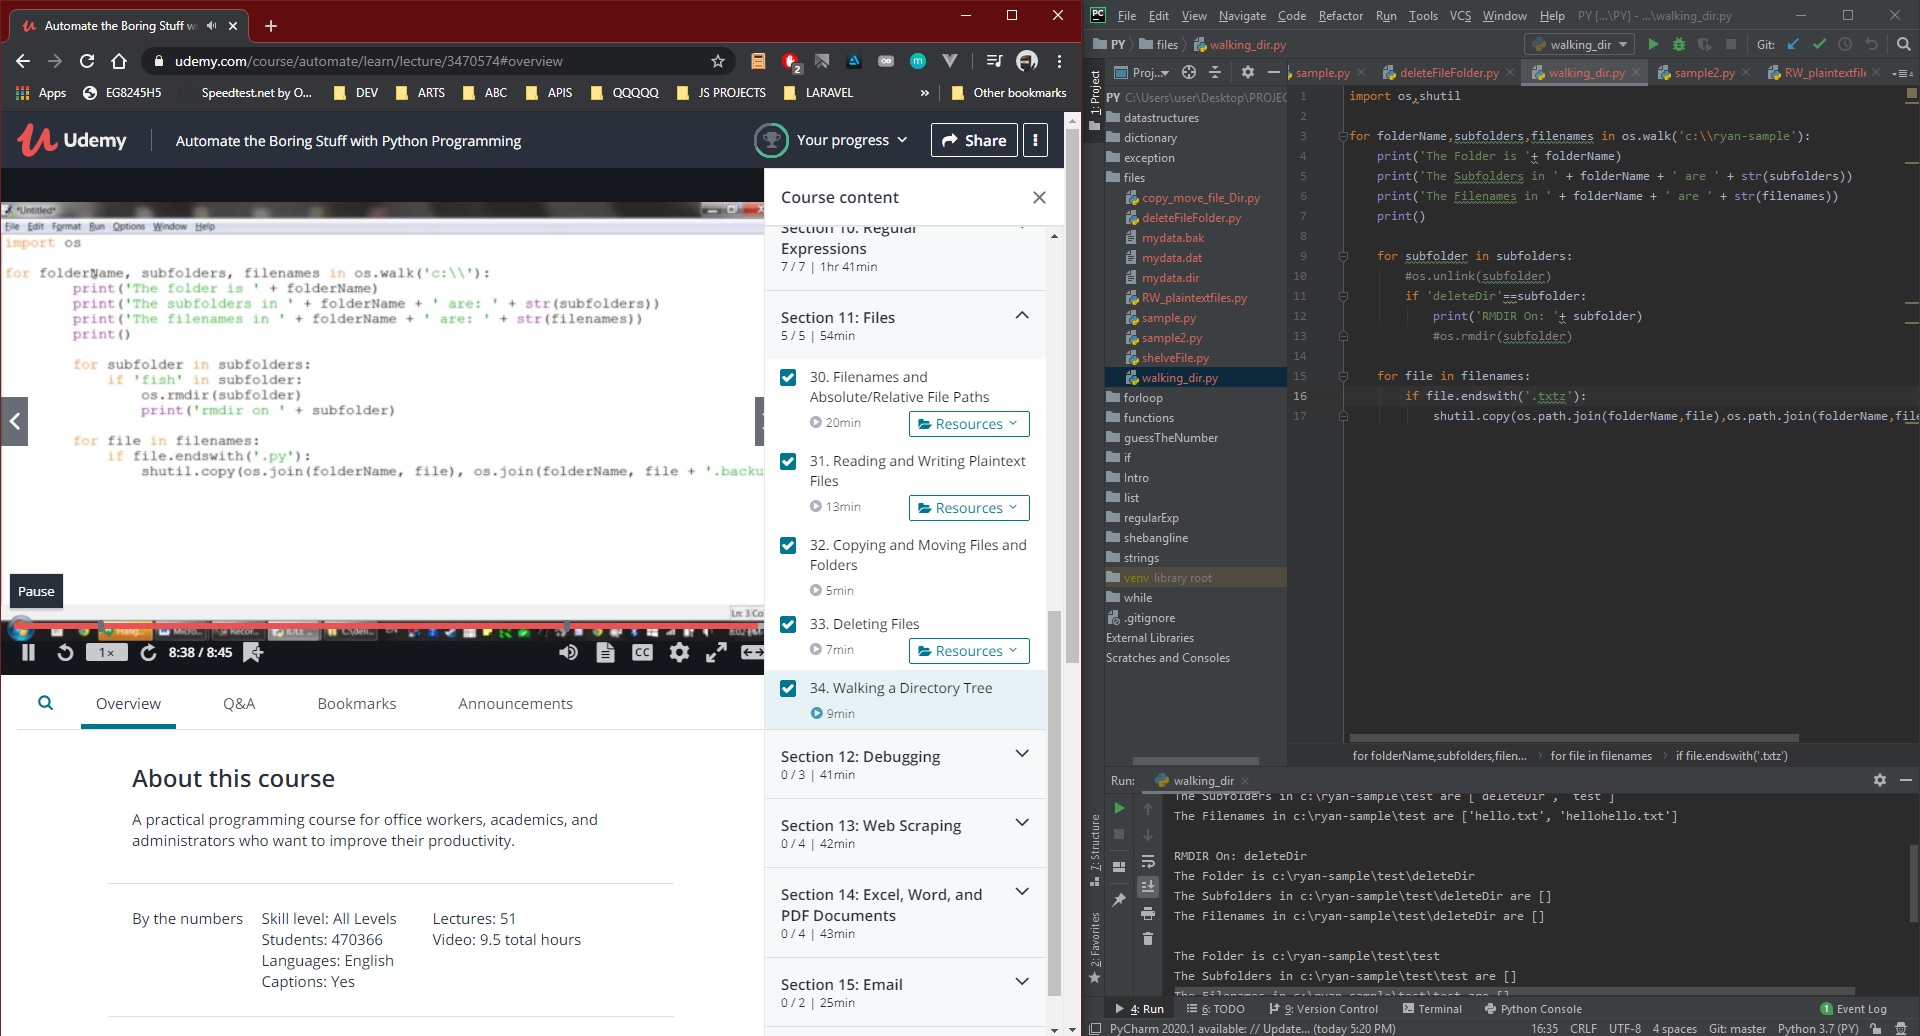 Automate the Boring Stuff w
udemy.com/course/automate/learn/lecture/3470574#overview
2
Apps
EG8245H5
Speedtest.net by O...
DEV
ARTS
ABC
APIS
QQQQQ
JS PROJECTS
LARAVEL
»
Other bookmarks
Udemy
Automate the Boring Stuff with Python Programming
Your progress
Share
*Untitled*
File Edit Format Run Options Window Help
import os
for folderName, subfolders, filenames in os.walk('c:\\'):
print('The folder is ' + folderName)
print('The subfolders in ' + folderName + ' are: ' + str(subfolders))
print('The filenames in ' + folderName + ' are: ' + str(filenames))
print()
for subfolder in subfolders:
if 'fish' in subfolder:
os.rmdir(subfolder)
print('rmdir on ' + subfolder)
for file in filenames:
if file.endswith('.py'):
shutil.copy(os.join(folderName, file), os.join(folderName, file + '.backu
Pause
Ln: 3 Co
1×
8:38 / 8:45
CC
Overview
Q&A
Bookmarks
Announcements
About this course
A practical programming course for office workers, academics, and
administrators who want to improve their productivity.
By the numbers
Skill level: All Levels
Students: 470366
Languages: English
Captions: Yes
Lectures: 51
Video: 9.5 total hours
Course content
Section 10: Regular
Expressions
7 / 7 | 1hr 41min
Section 11: Files
5 / 5 | 54min
30. Filenames and
Absolute/Relative File Paths
20min
Resources
31. Reading and Writing Plaintext
Files
13min
Resources
32. Copying and Moving Files and
Folders
5min
33. Deleting Files
7min
Resources
34. Walking a Directory Tree
9min
Section 12: Debugging
0 / 3 | 41min
Section 13: Web Scraping
0 / 4 | 42min
Section 14: Excel, Word, and
PDF Documents
0 / 4 | 43min
Section 15: Email
0 / 2 | 25min
PC File Edit View Navigate Code Refactor Run Tools VCS Window Help PY [...\PY] - ...\walking_dir.py
PY files walking_dir.py
walking_dir
Git:
1: Project
Proj..
sample.py
deleteFileFolder.py
walking_dir.py
sample2.py
RW_plaintextfil
PY C:\Users\user\Desktop\PROJEC
datastructures
dictionary
exception
files
copy_move_file_Dir.py
deleteFileFolder.py
mydata.bak
mydata.dat
mydata.dir
RW_plaintextfiles.py
sample.py
sample2.py
shelveFile.py
walking_dir.py
forloop
functions
guessTheNumber
if
Intro
list
regularExp
shebangline
strings
venv library root
while
.gitignore
External Libraries
Scratches and Consoles
1 import os,shutil
2
3 for folderName,subfolders,filenames in os.walk('c:\\ryan-sample'):
4 print('The Folder is '+ folderName)
5 print('The Subfolders in ' + folderName + ' are ' + str(subfolders))
6 print('The Filenames in ' + folderName + ' are ' + str(filenames))
7 print()
8
9 for subfolder in subfolders:
10 #os.unlink(subfolder)
11 if 'deleteDir'==subfolder:
12 print('RMDIR On: '+ subfolder)
13 #os.rmdir(subfolder)
14
15 for file in filenames:
16 if file.endswith('.txtz'):
17 shutil.copy(os.path.join(folderName,file),os.path.join(folderName,file
for folderName,subfolders,filen... › for file in filenames › if file.endswith('.txtz')
Run: walking_dir
The Subfolders in c:\ryan-sample\test are ['deleteDir', 'test']
The Filenames in c:\ryan-sample\test are ['hello.txt', 'hellohello.txt']
RMDIR On: deleteDir
The Folder is c:\ryan-sample\test\deleteDir
The Subfolders in c:\ryan-sample\test\deleteDir are []
The Filenames in c:\ryan-sample\test\deleteDir are []
The Folder is c:\ryan-sample\test\test
The Subfolders in c:\ryan-sample\test\test are []
The Filenames in c:\ryan-sample\test\test are []
7: Structure
2: Favorites
4: Run
6: TODO
9: Version Control
Terminal
Python Console
1 Event Log
PyCharm 2020.1 available: // Update... (today 5:20 PM)
16:35 CRLF UTF-8 4 spaces Git: master Python 3.7 (PY)